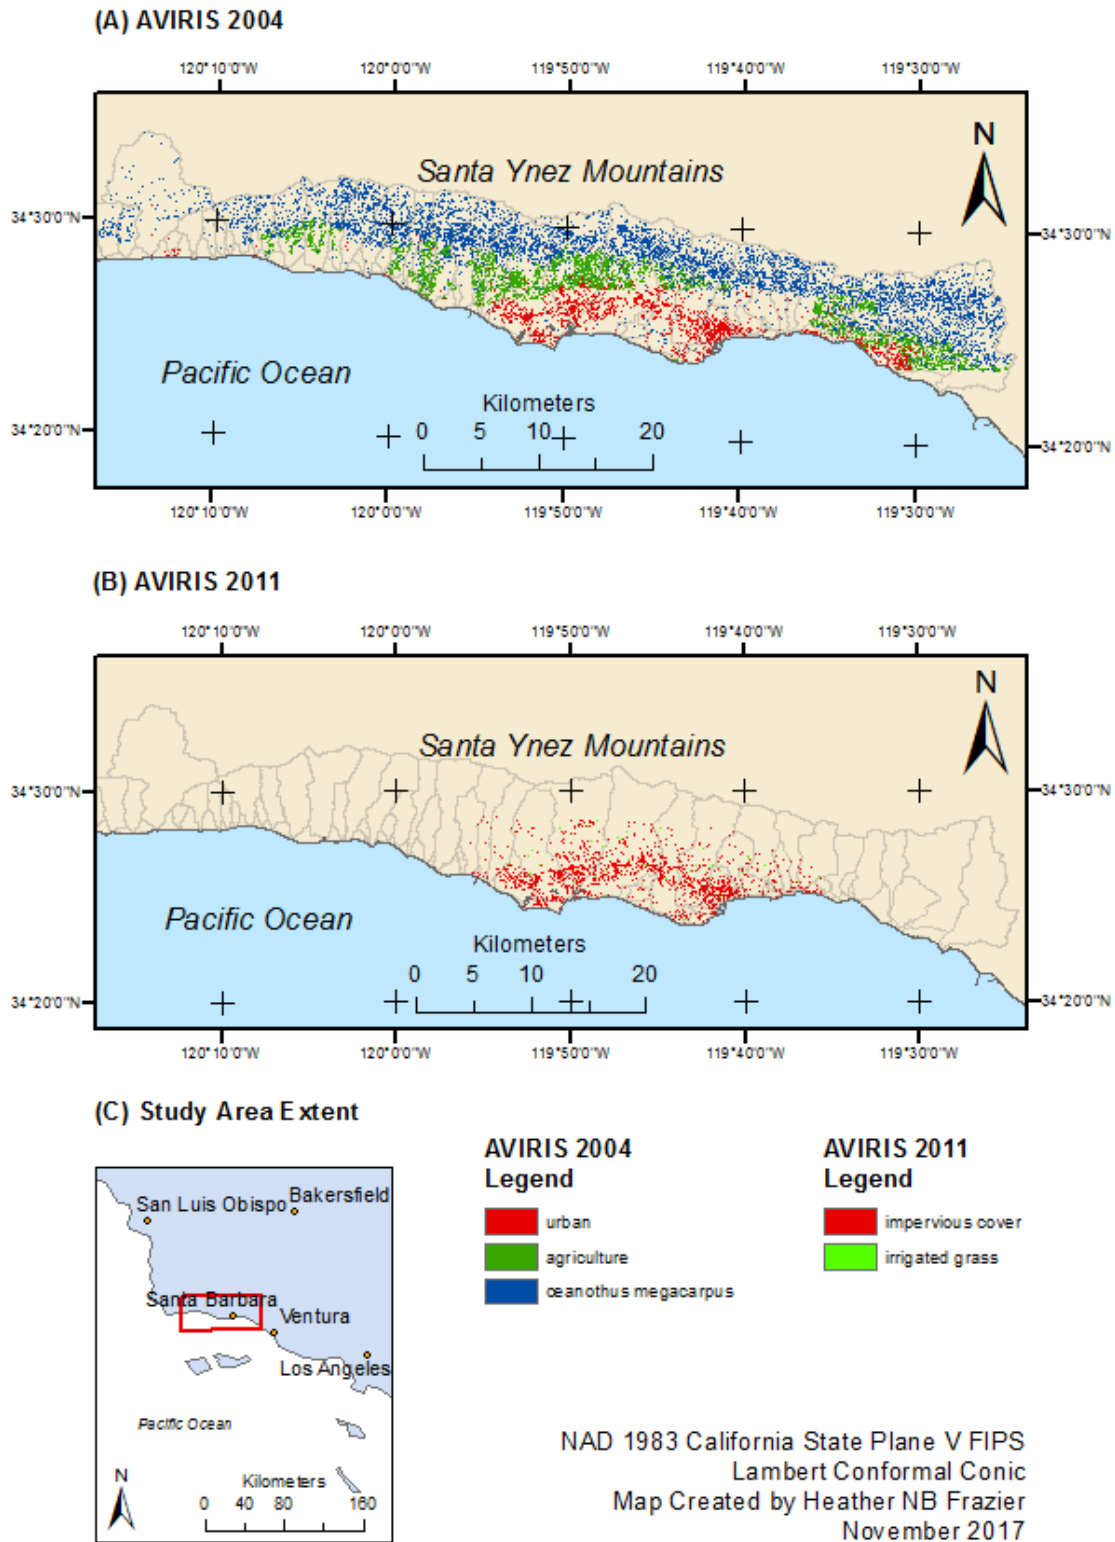 (A) AVIRIS 2004
120°10'0"W 120°0'0"W 119°50'0"W 119°40'0"W 119°30'0"W
N
Santa Ynez Mountains
34°30'0"N 34°30'0"N
Pacific Ocean
Kilometers
0 5 10 20
34°20'0"N 34°20'0"N
120°10'0"W 120°0'0"W 119°50'0"W 119°40'0"W 119°30'0"W
(B) AVIRIS 2011
120°10'0"W 120°0'0"W 119°50'0"W 119°40'0"W 119°30'0"W
N
Santa Ynez Mountains
34°30'0"N 34°30'0"N
Pacific Ocean
Kilometers
0 5 10 20
34°20'0"N 34°20'0"N
120°10'0"W 120°0'0"W 119°50'0"W 119°40'0"W 119°30'0"W
(C) Study Area Extent
San Luis Obispo Bakersfield
Santa Barbara
Ventura
Los Angeles
Pacific Ocean
N
Kilometers
0 40 80 160
AVIRIS 2004
Legend
urban
agriculture
ceanothus megacarpus
AVIRIS 2011
Legend
impervious cover
irrigated grass
NAD 1983 California State Plane V FIPS
Lambert Conformal Conic
Map Created by Heather NB Frazier
November 2017